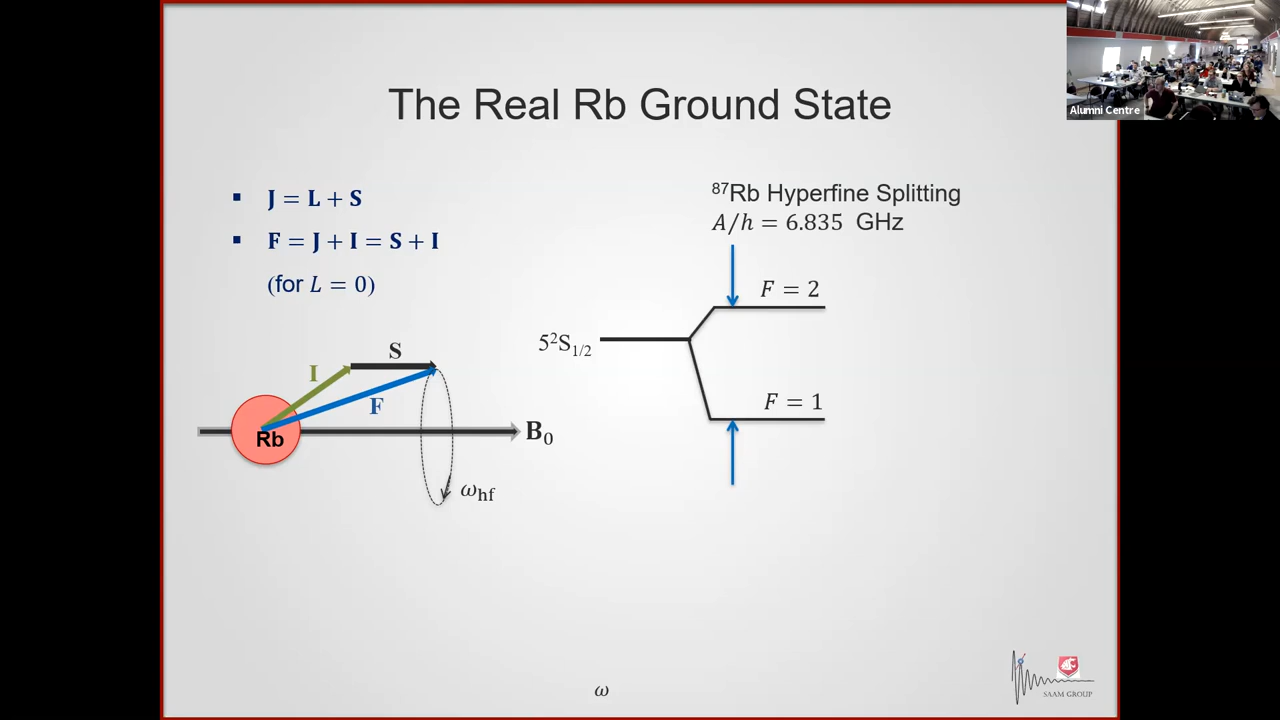 The Real Rb Ground State
▪ 𝐉 = 𝐋 + 𝐒
▪ 𝐅 = 𝐉 + 𝐈 = 𝐒 + 𝐈
(for L = 0)
⁸⁷Rb Hyperfine Splitting
A/h = 6.835 GHz
F = 2
5²S₁/₂
F = 1
S
I
F
Rb
B₀
ω_hf
ω
SAAM GROUP
Alumni Centre